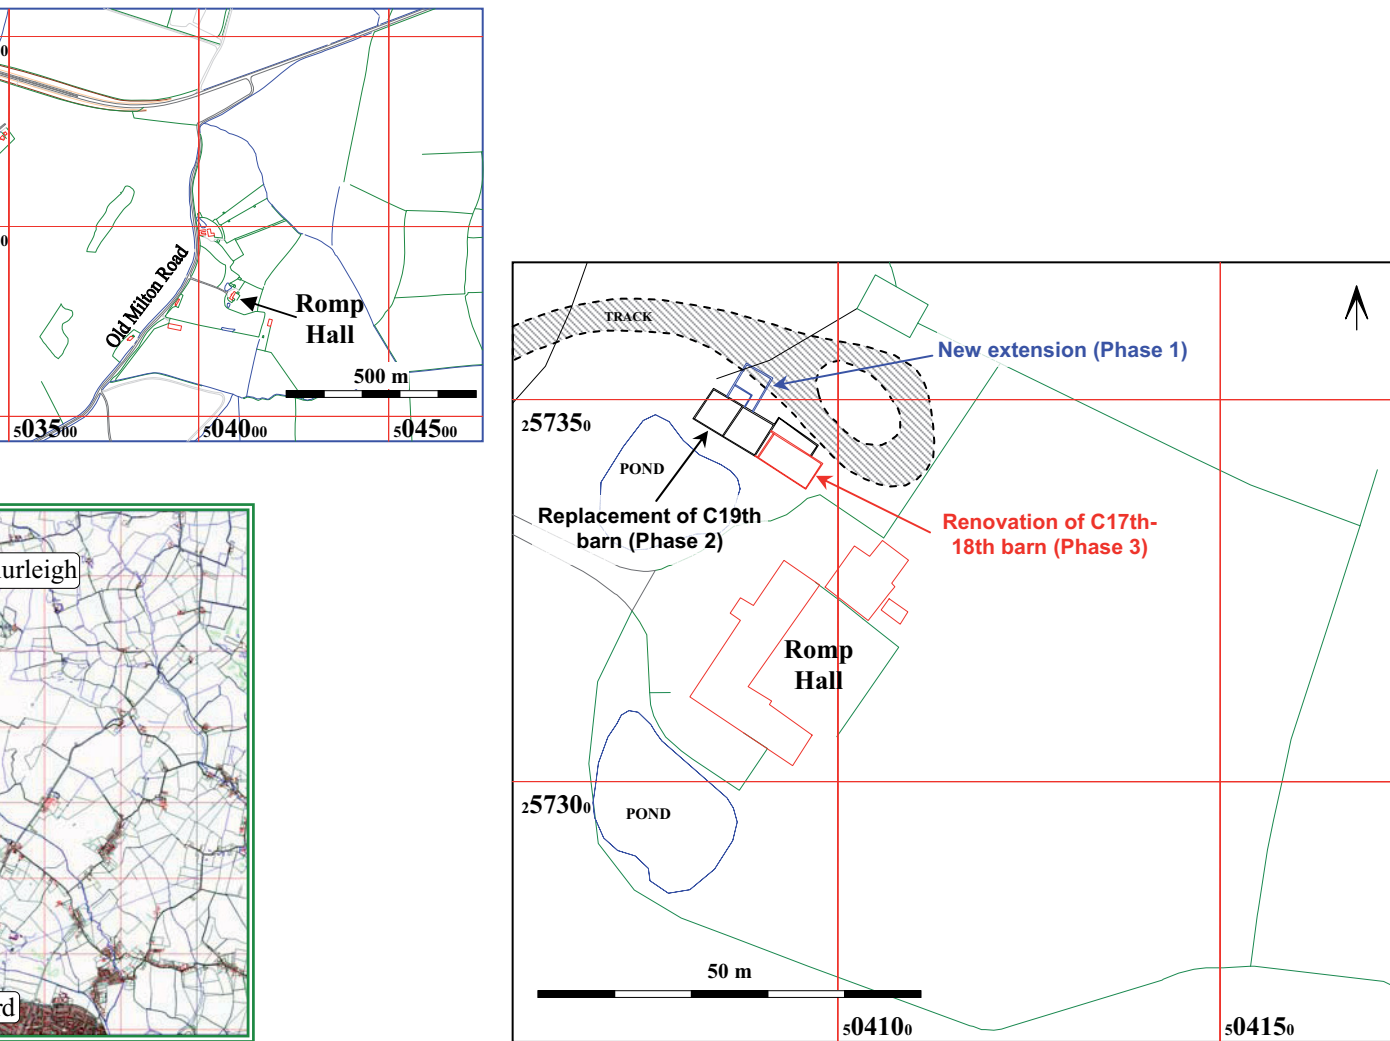 0
0
Old Milton Road
Romp
Hall
500 m
503500
504000
504500
urleigh
rd
TRACK
New extension (Phase 1)
257350
POND
Replacement of C19th
barn (Phase 2)
Renovation of C17th-
18th barn (Phase 3)
Romp
Hall
257300
POND
50 m
504100
504150